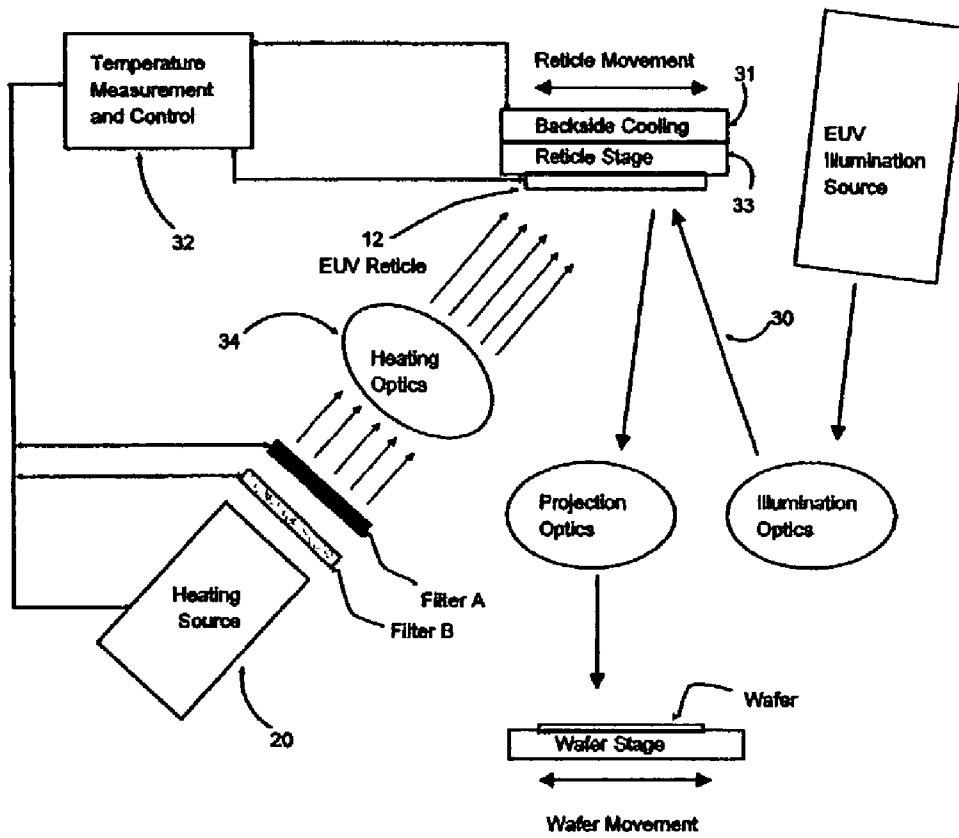 Temperature
Measurement
and Control
32
Reticle Movement
31
Backside Cooling
Reticle Stage
33
EUV
Illumination
Source
12
EUV Reticle
34
Heating
Optics
30
Projection
Optics
Illumination
Optics
Heating
Source
Filter A
Filter B
20
Wafer
Wafer Stage
Wafer Movement